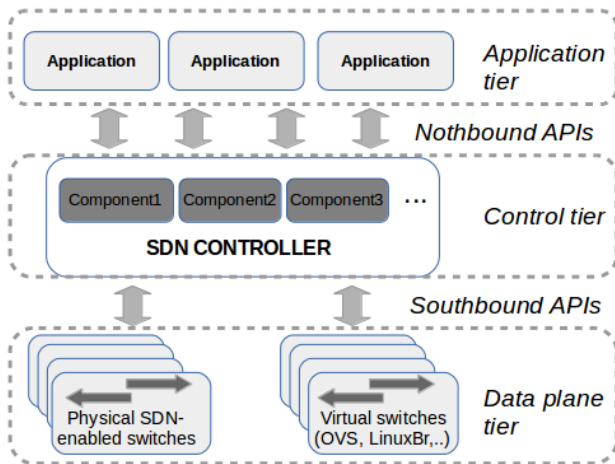 Application
Application
Application
Application
tier
Nothbound APIs
Component1
Component2
Component3
...
SDN CONTROLLER
Control tier
Southbound APIs
Physical SDN-
enabled switches
Virtual switches
(OVS, LinuxBr,..)
Data plane
tier